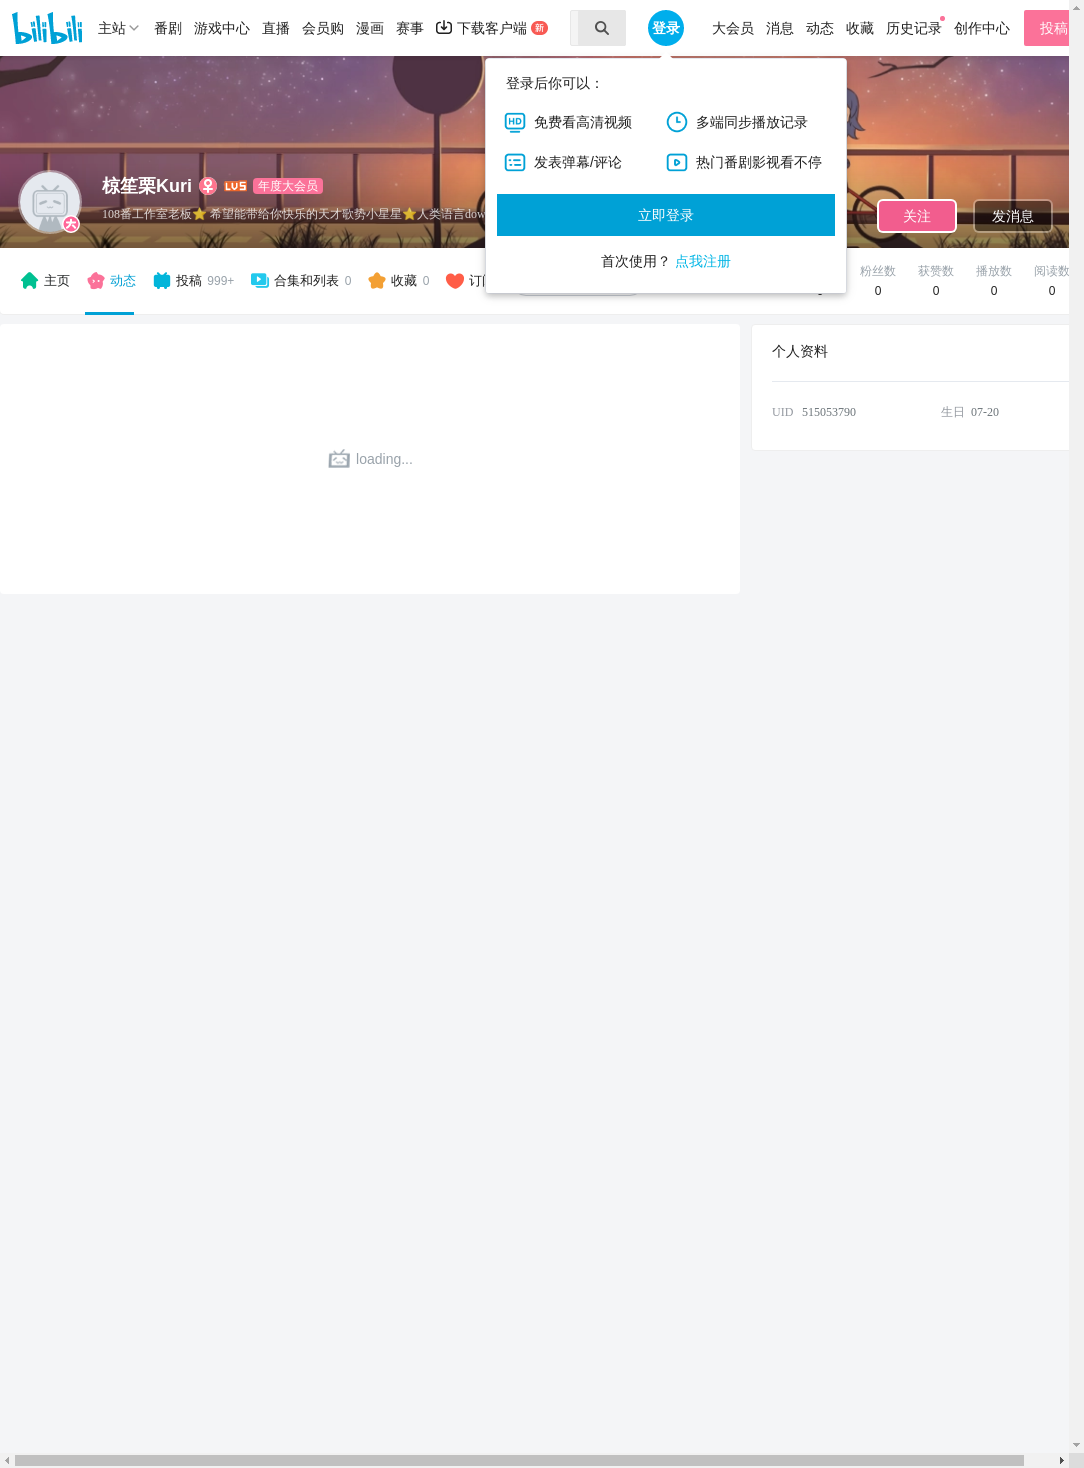 bilibili 主站 番剧 游戏中心 直播 会员购 漫画 赛事 下载客户端 新 登录 大会员 消息 动态 收藏 历史记录 创作中心 投稿
登录后你可以：
免费看高清视频 多端同步播放记录
发表弹幕/评论 热门番剧影视看不停
立即登录
首次使用？ 点我注册
椋笙栗Kuri LV5 年度大会员
108番工作室老板⭐ 希望能带给你快乐的天才歌势小星星⭐人类语言dow
大
关注 发消息
主页 动态 投稿 999+ 合集和列表 0 收藏 0
粉丝数 获赞数 播放数 阅读数
0 0 0 0
loading...
个人资料
UID 515053790 生日 07-20